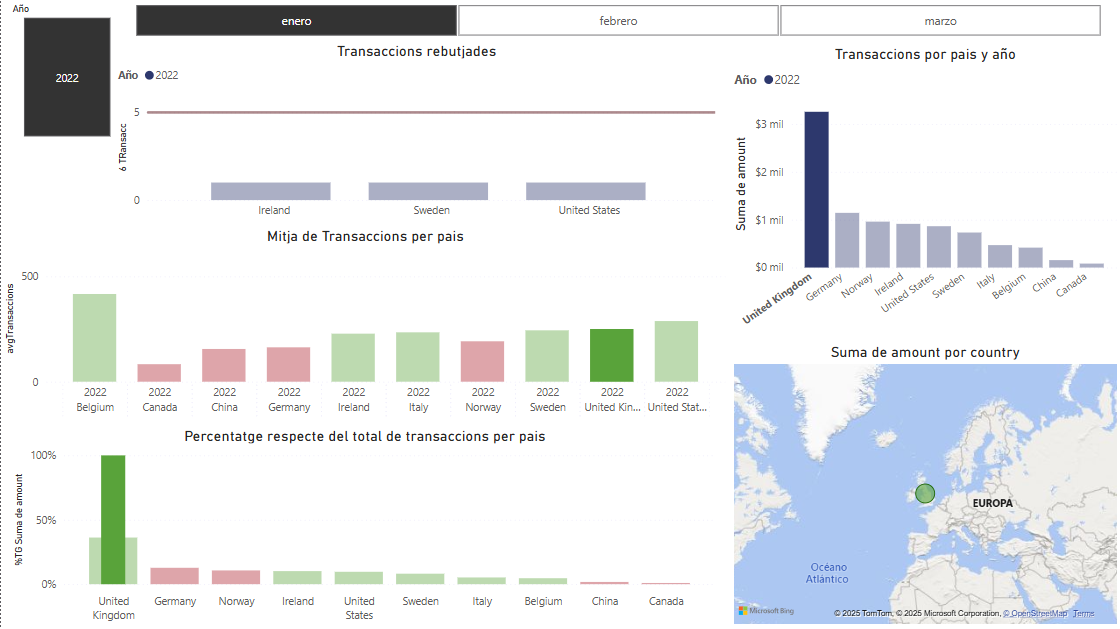 Año
2022
enero
febrero
marzo
Transaccions rebutjades
Año 2022
6 TRansacc
5
0
Ireland
Sweden
United States
Mitja de Transaccions per pais
avgTransaccions
500
0
2022
Belgium
2022
Canada
2022
China
2022
Germany
2022
Ireland
2022
Italy
2022
Norway
2022
Sweden
2022
United Kin...
2022
United Stat...
Percentatge respecte del total de transaccions per pais
%TG Suma de amount
100%
50%
0%
United
Kingdom
Germany
Norway
Ireland
United
States
Sweden
Italy
Belgium
China
Canada
Transaccions por pais y año
Año 2022
Suma de amount
$3 mil
$2 mil
$1 mil
$0 mil
United Kingdom
Germany
Norway
Ireland
United States
Sweden
Italy
Belgium
China
Canada
Suma de amount por country
EUROPA
Océano
Atlántico
Microsoft Bing
© 2025 TomTom, © 2025 Microsoft Corporation, © OpenStreetMap Terms